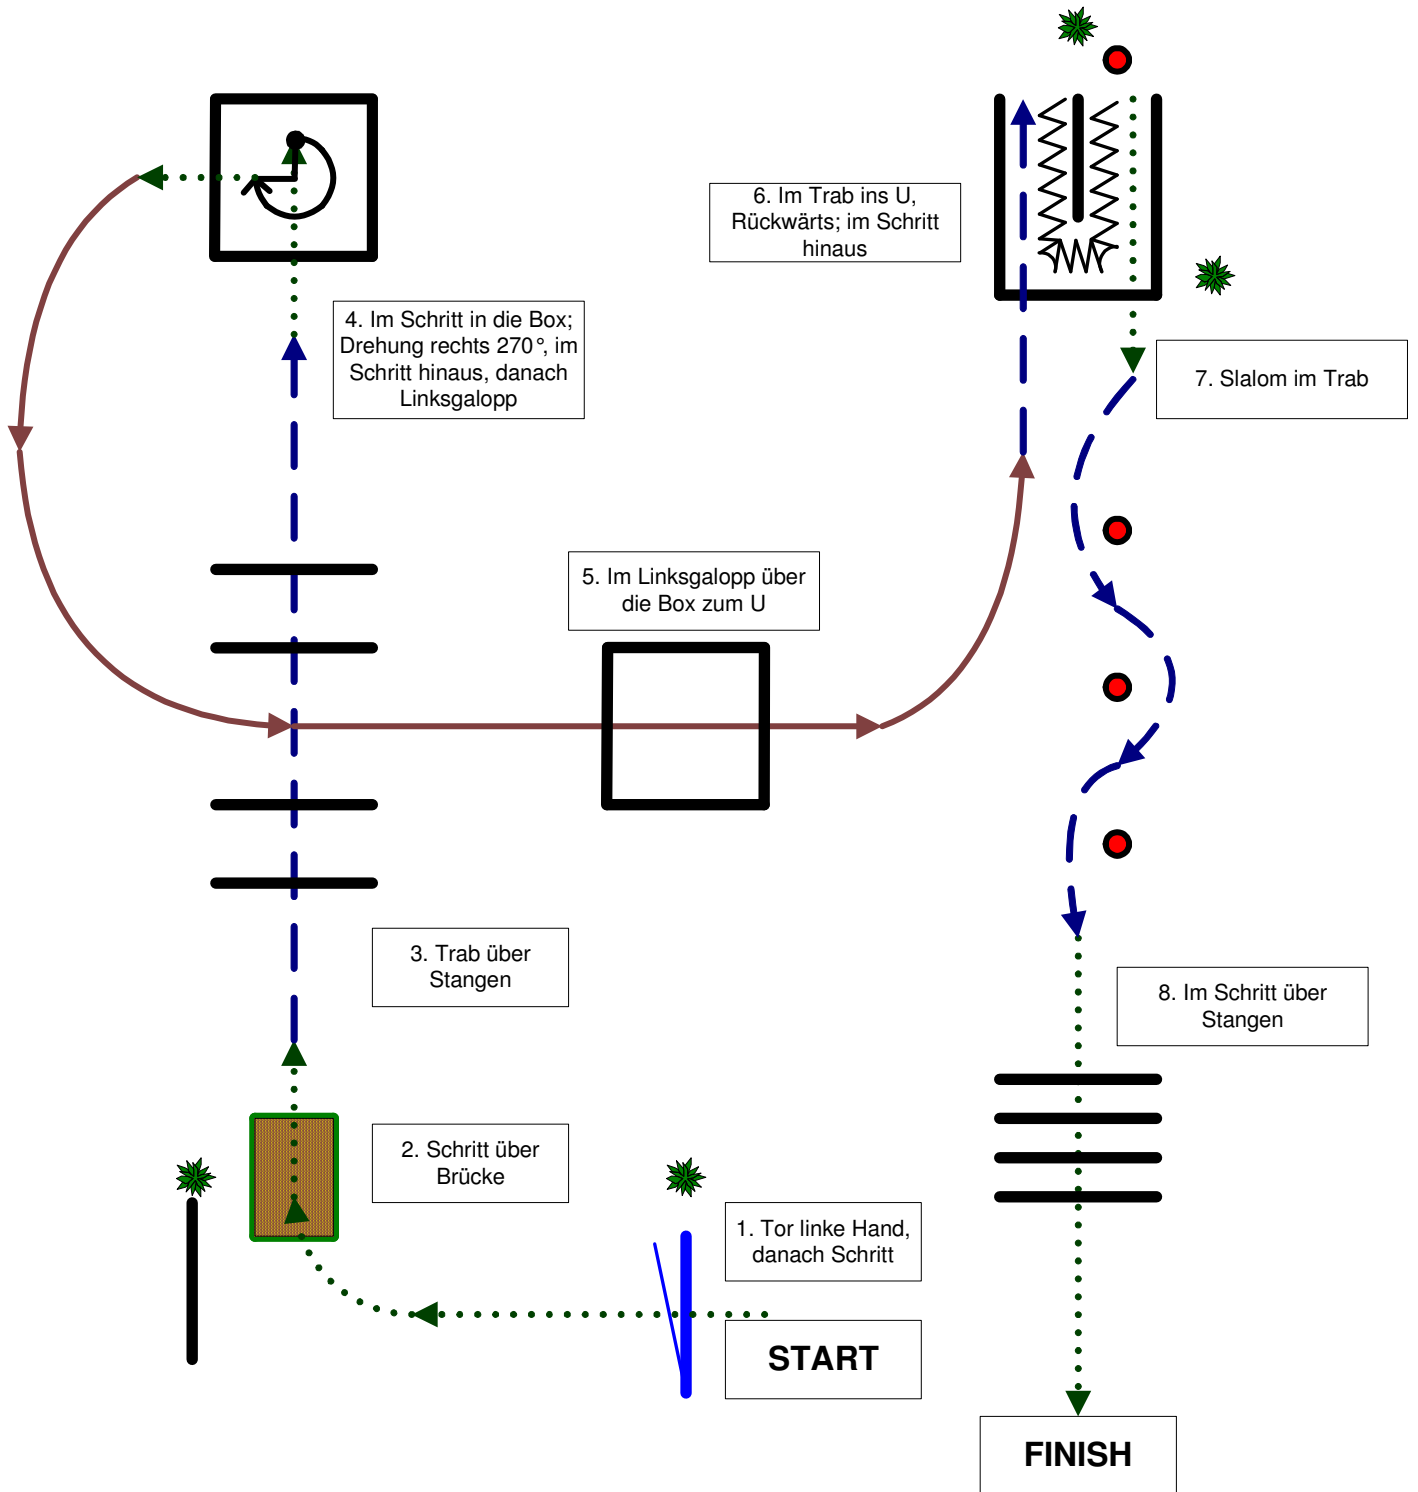 6. Im Trab ins U,
Rückwärts; im Schritt
hinaus
4. Im Schritt in die Box;
Drehung rechts 270°, im
Schritt hinaus, danach
Linksgalopp
7. Slalom im Trab
5. Im Linksgalopp über
die Box zum U
3. Trab über
Stangen
8. Im Schritt über
Stangen
2. Schritt über
Brücke
1. Tor linke Hand,
danach Schritt
START
FINISH